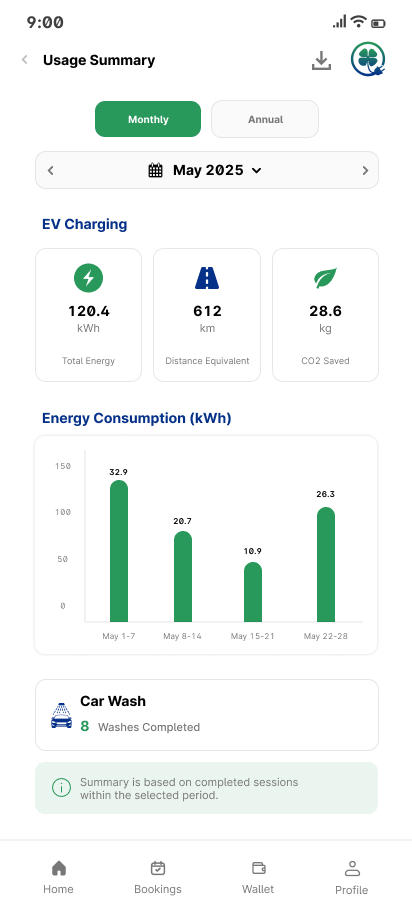 9:00
Usage Summary
Monthly
Annual
May 2025
EV Charging
120.4
kWh
Total Energy
612
km
Distance Equivalent
28.6
kg
CO2 Saved
Energy Consumption (kWh)
150
100
50
0
32.9
20.7
10.9
26.3
May 1-7
May 8-14
May 15-21
May 22-28
Car Wash
8 Washes Completed
Summary is based on completed sessions
within the selected period.
Home
Bookings
Wallet
Profile